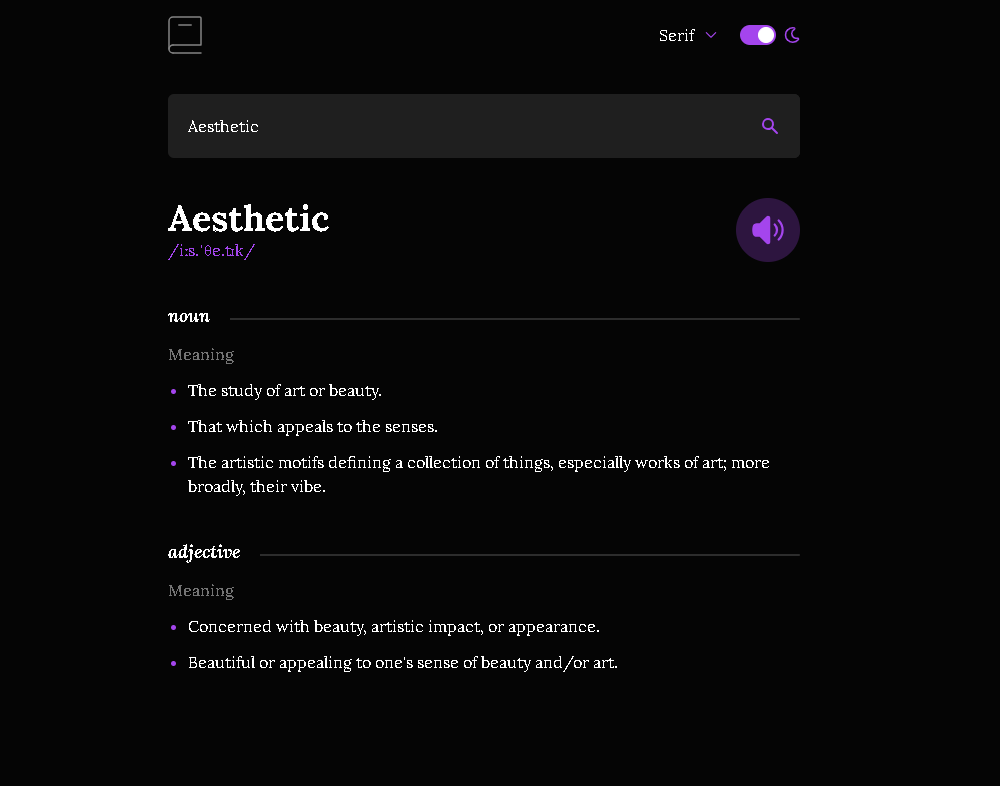 Serif
Aesthetic
Aesthetic
/iːs.ˈθe.tɪk/
noun
Meaning
The study of art or beauty.
That which appeals to the senses.
The artistic motifs defining a collection of things, especially works of art; more
broadly, their vibe.
adjective
Meaning
Concerned with beauty, artistic impact, or appearance.
Beautiful or appealing to one's sense of beauty and/or art.